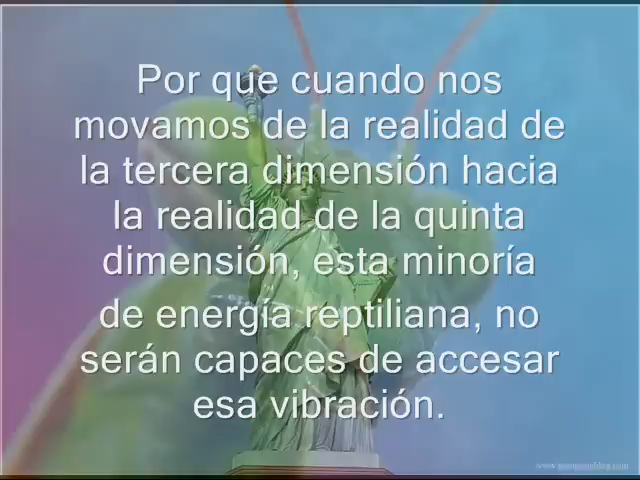 Por que cuando nos
movamos de la realidad de
la tercera dimensión hacia
la realidad de la quinta
dimensión, esta minoría
de energía reptiliana, no
serán capaces de accesar
esa vibración.